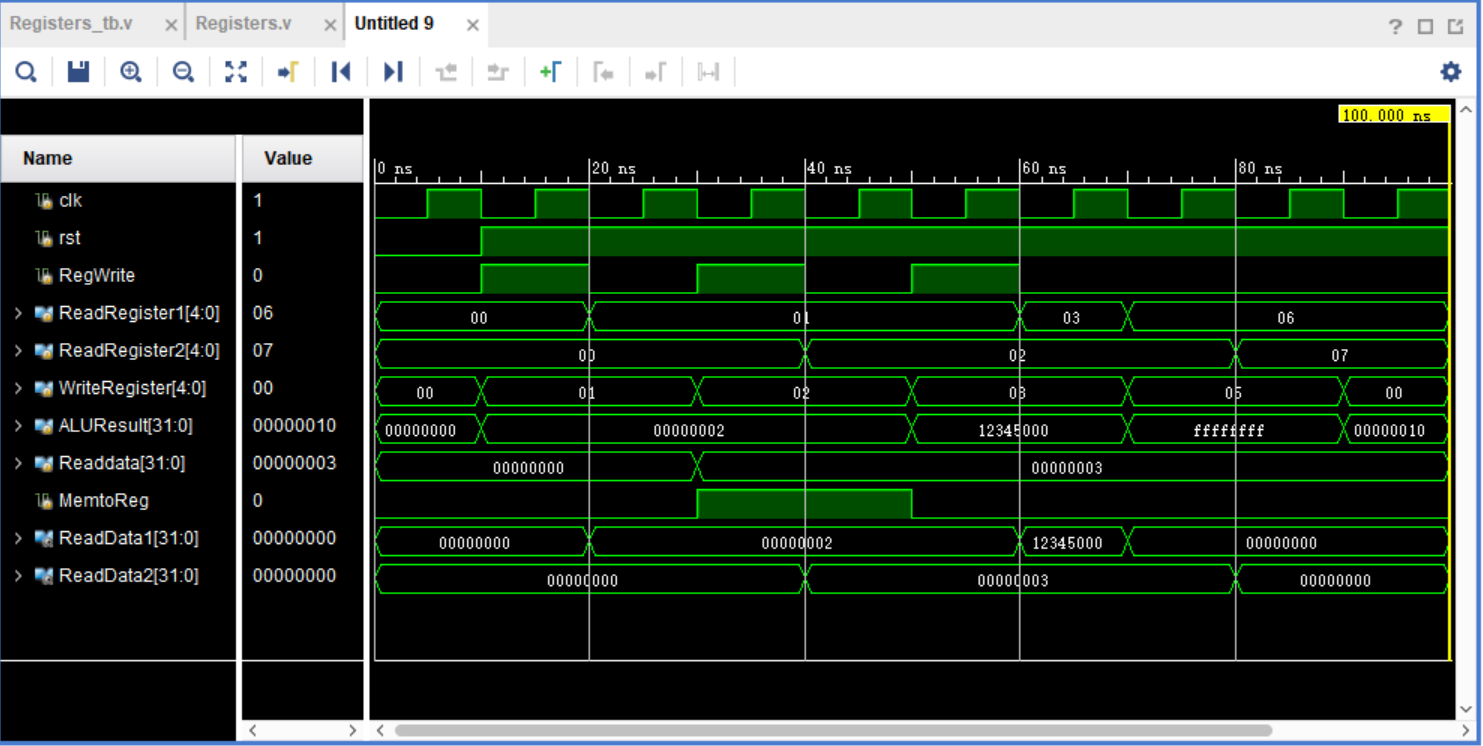 Registers_tb.v × Registers.v × Untitled 9 × ?
100.000 ns
Name Value 0 ns 20 ns 40 ns 60 ns 80 ns
clk 1
rst 1
RegWrite 0
> ReadRegister1[4:0] 06 00 01 03 06
> ReadRegister2[4:0] 07 00 02 07
> WriteRegister[4:0] 00 00 01 02 03 05 00
> ALUResult[31:0] 00000010 00000000 00000002 12345000 ffffffff 00000010
> Readdata[31:0] 00000003 00000000 00000003
MemtoReg 0
> ReadData1[31:0] 00000000 00000000 00000002 12345000 00000000
> ReadData2[31:0] 00000000 00000000 00000003 00000000